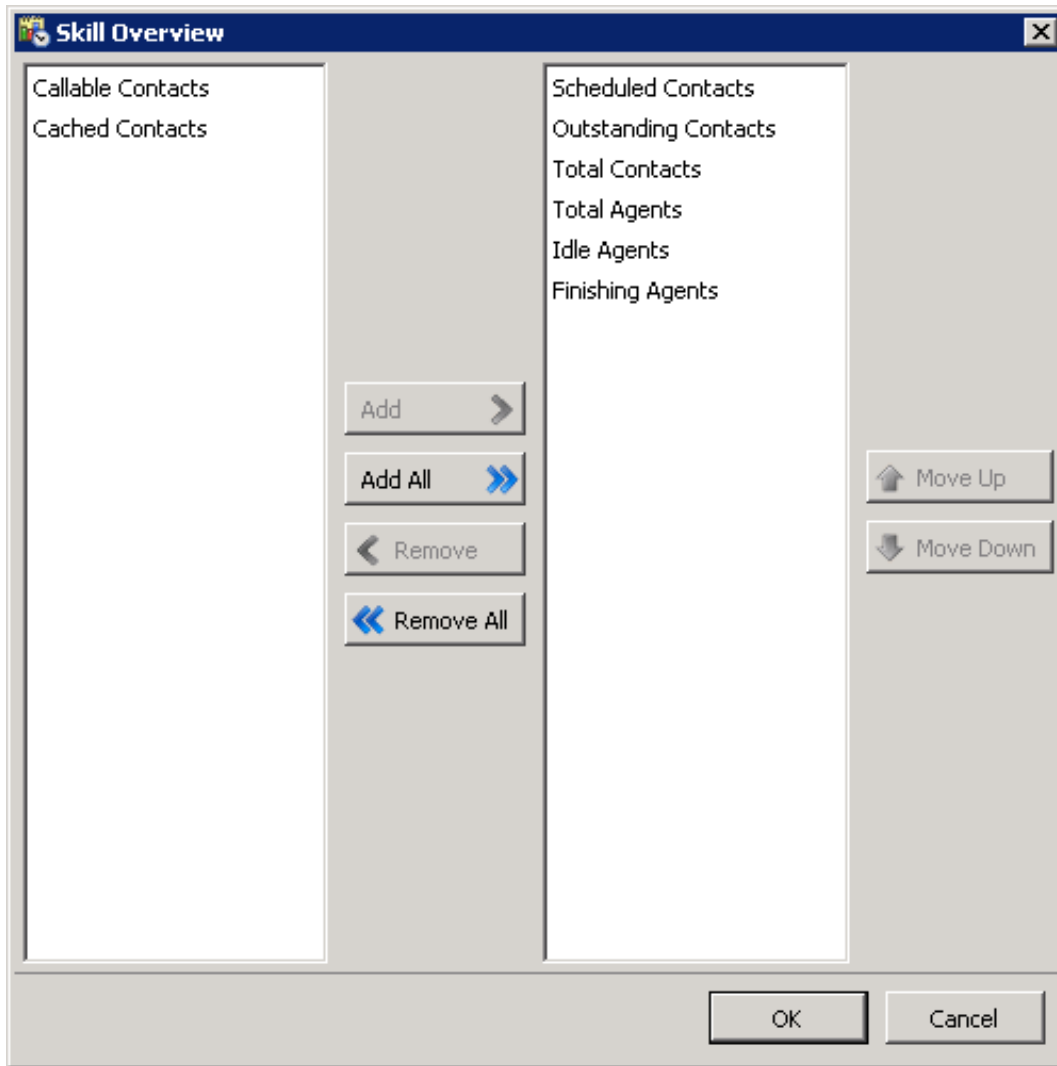 Skill Overview
Callable Contacts
Cached Contacts
Add
Add All
Remove
Remove All
Scheduled Contacts
Outstanding Contacts
Total Contacts
Total Agents
Idle Agents
Finishing Agents
Move Up
Move Down
OK
Cancel